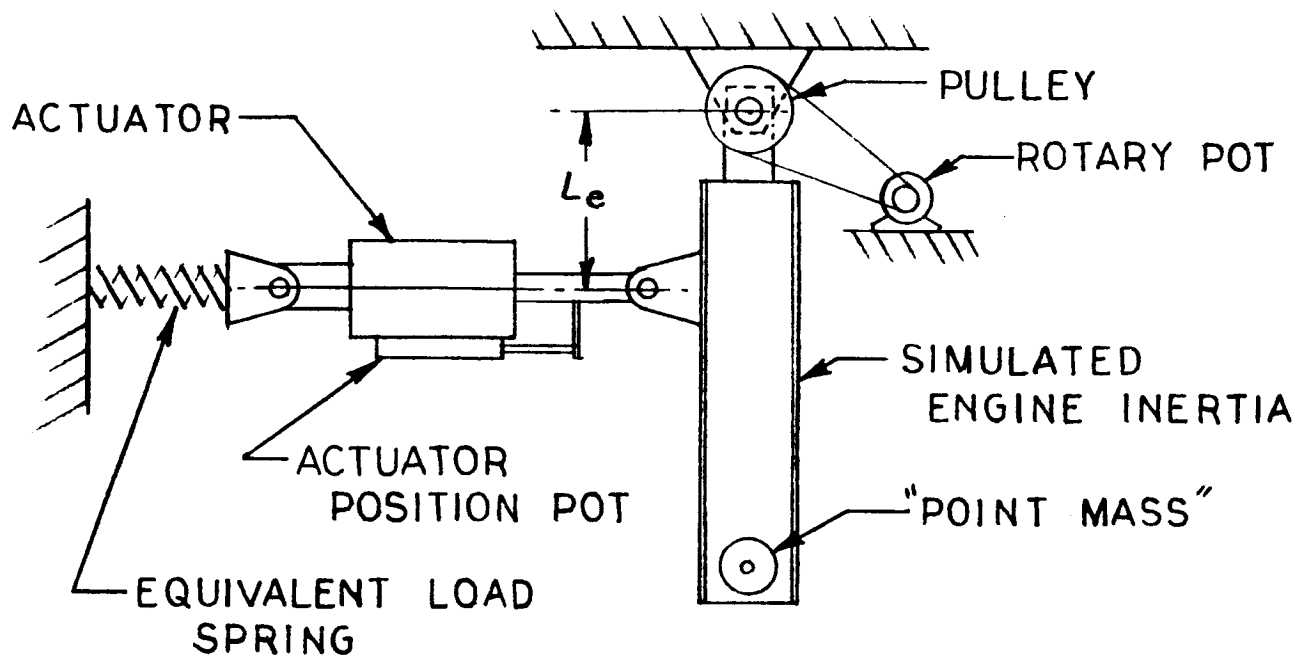 PULLEY
ACTUATOR
ROTARY POT
Le
SIMULATED
ENGINE INERTIA
ACTUATOR
POSITION POT
"POINT MASS"
EQUIVALENT LOAD
SPRING